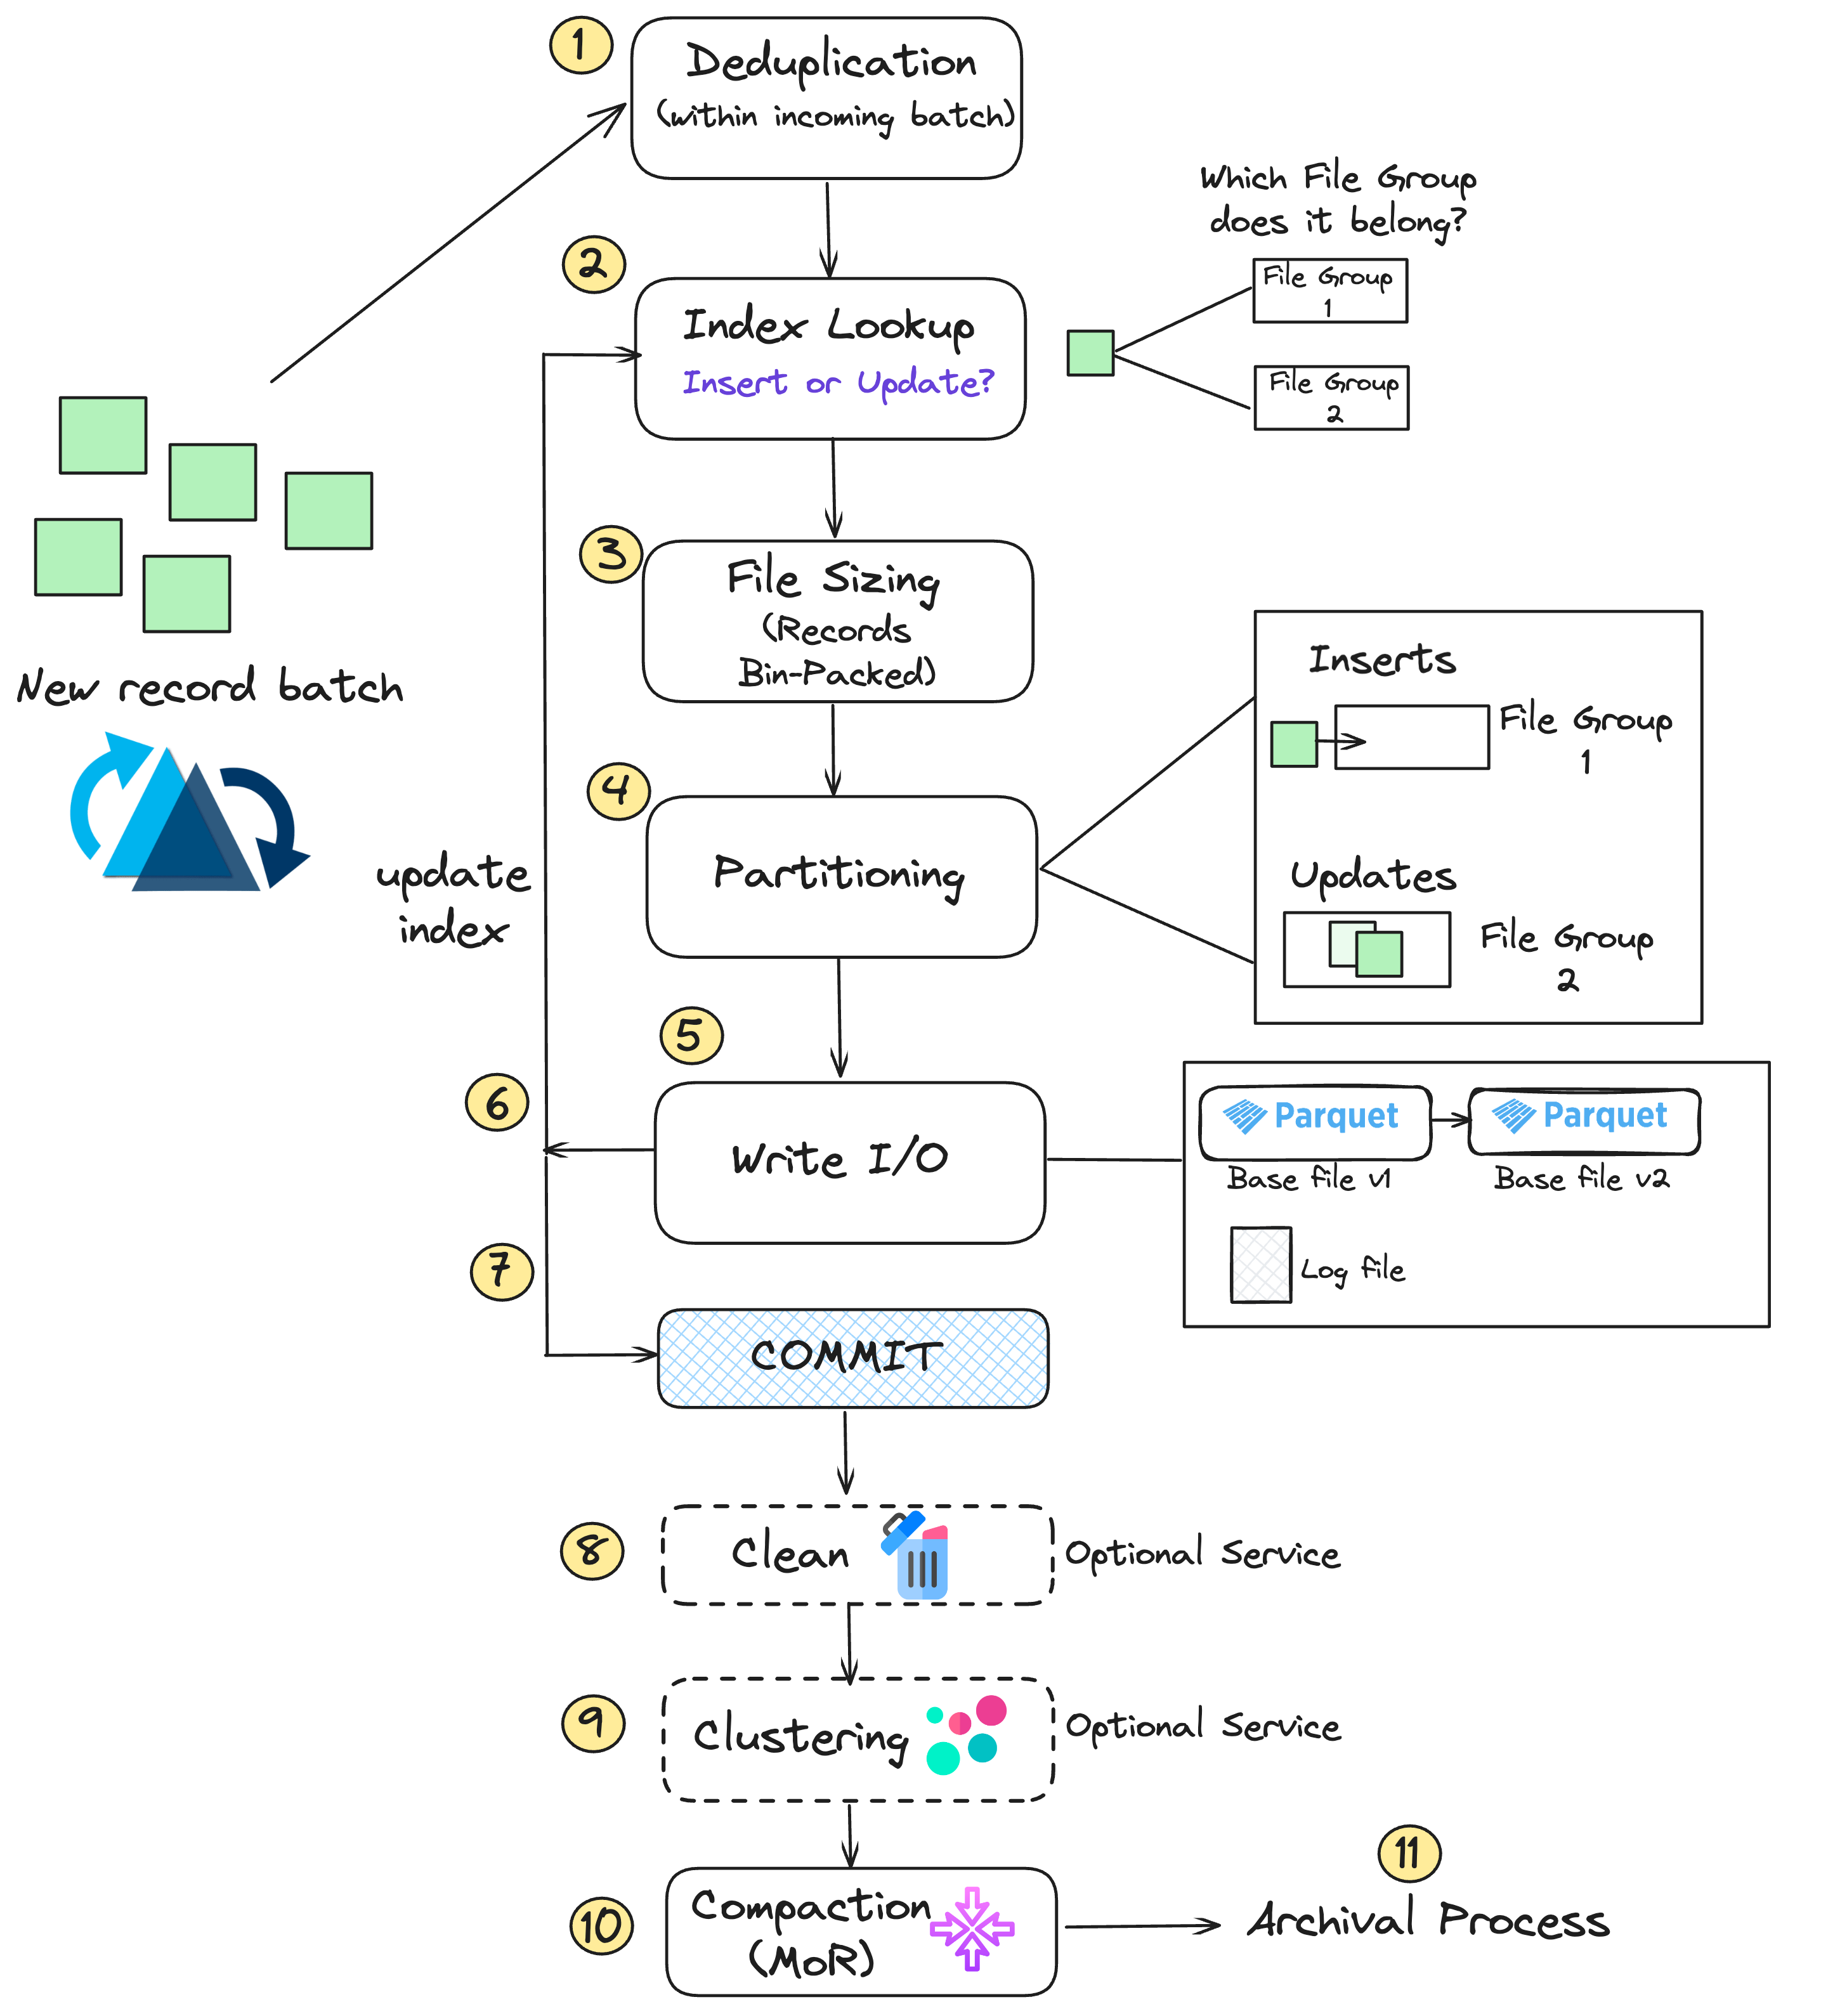 1
Deduplication
(within incoming batch)
Which File Group
does it belong?
2
Index Lookup
Insert or Update?
File Group
1
File Group
2
3
File Sizing
(Records
Bin-Packed)
New record batch
update
index
4
Partitioning
Inserts
File Group
1
Updates
File Group
2
5
Write I/O
Parquet
Base file v1
Parquet
Base file v2
Log file
6
7
COMMIT
8
Clean
Optional Service
9
Clustering
Optional Service
10
Compaction
(MoR)
11
Archival Process